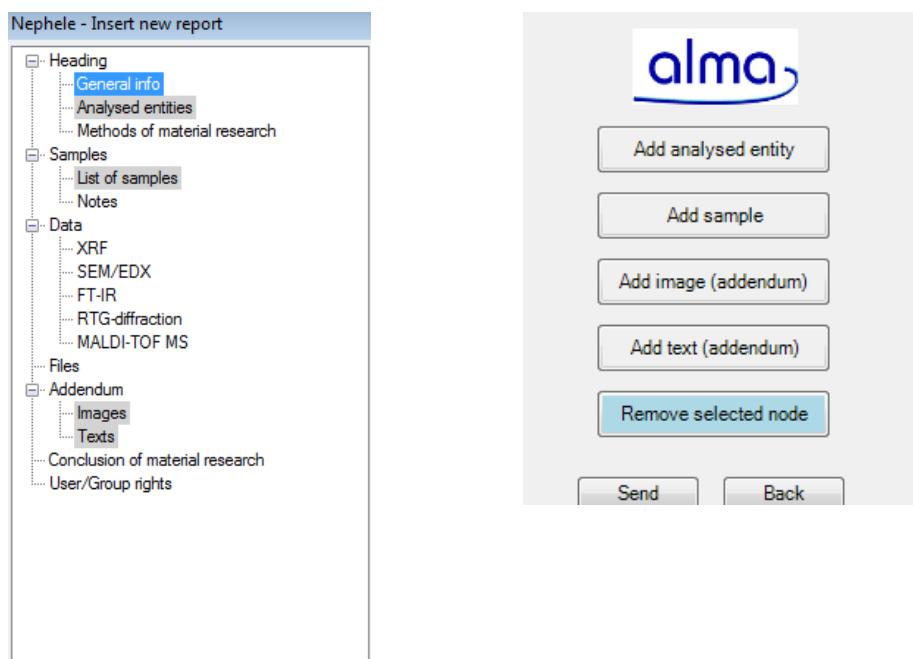 Nephele - Insert new report
Heading
General info
Analysed entities
Methods of material research
Samples
List of samples
Notes
Data
XRF
SEM/EDX
FT-IR
RTG-diffraction
MALDI-TOF MS
Files
Addendum
Images
Texts
Conclusion of material research
User/Group rights
alma
Add analysed entity
Add sample
Add image (addendum)
Add text (addendum)
Remove selected node
Send Back